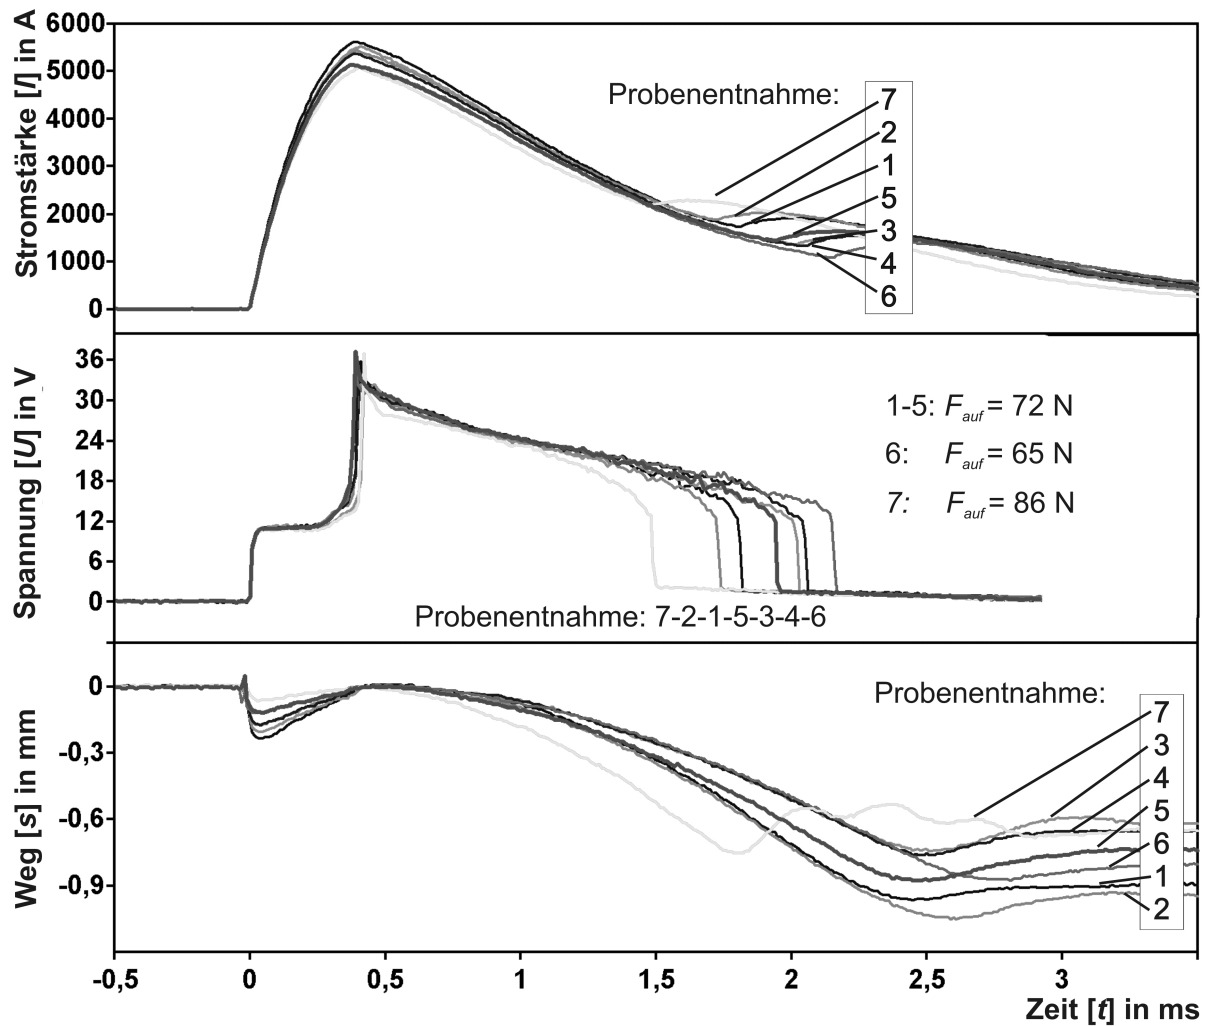 Stromstärke [I] in A
6000
5000
4000
3000
2000
1000
0
Probenentnahme:
7
2
1
5
3
4
6
Spannung [U] in V
36
30
24
18
12
6
0
1-5: Fauf = 72 N
6: Fauf = 65 N
7: Fauf = 86 N
Probenentnahme: 7-2-1-5-3-4-6
Weg [s] in mm
0
-0,3
-0,6
-0,9
Probenentnahme:
7
3
4
5
6
1
2
-0,5 0 0,5 1 1,5 2 2,5 3
Zeit [t] in ms